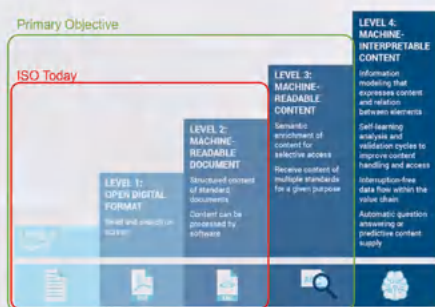 Primary Objective
ISO Today
LEVEL 1:
OPEN DIGITAL
FORMAT
LEVEL 2:
MACHINE-
READABLE
DOCUMENT
Structured content
of standard
documents
Content can be
processed by
software
LEVEL 3:
MACHINE-
READABLE
CONTENT
Semantic
enrichment of
content for
selective access
Receive content of
multiple standards
for a given purpose
LEVEL 4:
MACHINE-
INTERPRETABLE
CONTENT
Information
modeling that
expresses content
and relation
between elements
Self-learning
analysis and
validation cycles to
improve content
handling and access
Interruption-free
data flow within the
value chain
Automatic question
answering or
predictive content
supply